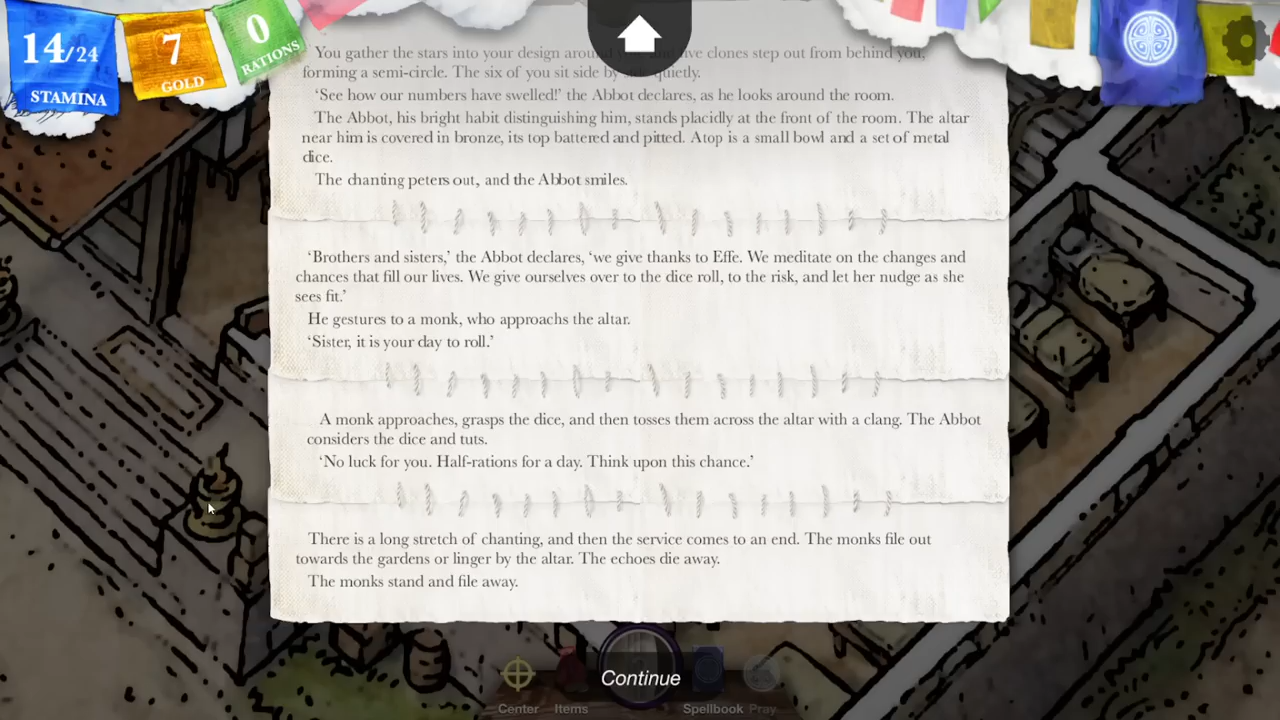 14/24
STAMINA
7
GOLD
0
RATIONS
You gather the stars into your design around ive clones step out from behind you,
forming a semi-circle. The six of you sit side by side quietly.
‘See how our numbers have swelled!’ the Abbot declares, as he looks around the room.
The Abbot, his bright habit distinguishing him, stands placidly at the front of the room. The altar
near him is covered in bronze, its top battered and pitted. Atop is a small bowl and a set of metal
dice.
The chanting peters out, and the Abbot smiles.
‘Brothers and sisters,’ the Abbot declares, ‘we give thanks to Effe. We meditate on the changes and
chances that fill our lives. We give ourselves over to the dice roll, to the risk, and let her nudge as she
sees fit.’
He gestures to a monk, who approachs the altar.
‘Sister, it is your day to roll.’
A monk approaches, grasps the dice, and then tosses them across the altar with a clang. The Abbot
considers the dice and tuts.
‘No luck for you. Half-rations for a day. Think upon this chance.’
There is a long stretch of chanting, and then the service comes to an end. The monks file out
towards the gardens or linger by the altar. The echoes die away.
The monks stand and file away.
Continue
Center Items Spellbook Pray